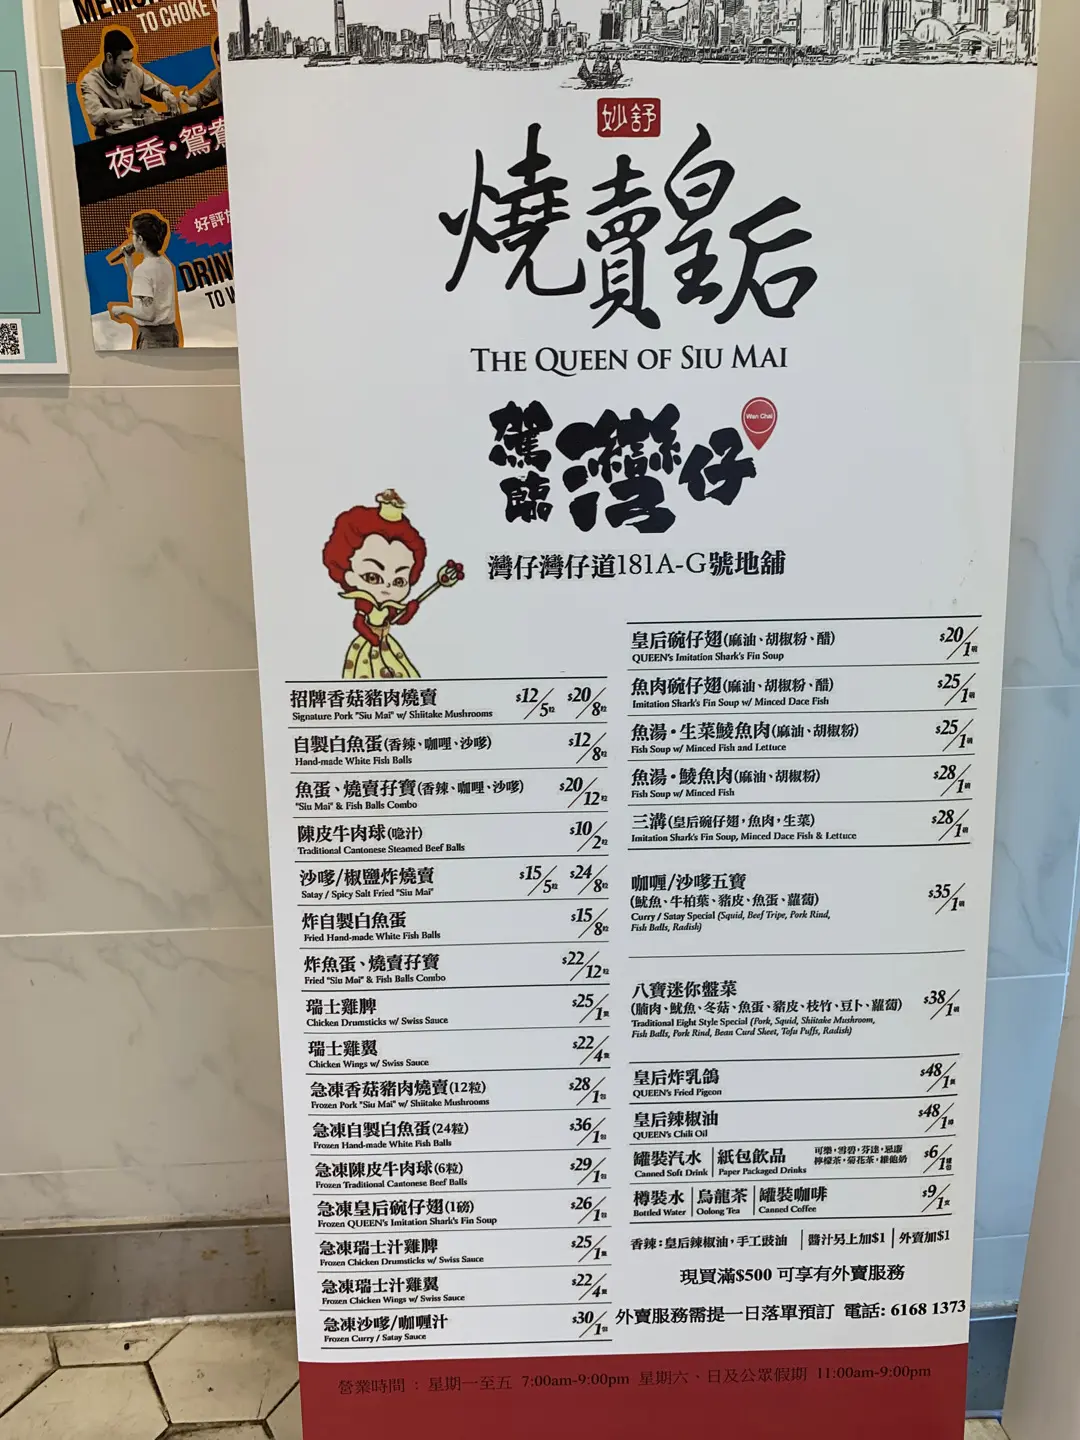 TO CHOKE
夜香·鴛
好評
DRIN
TO
妙舒
燒賣皇后
THE QUEEN OF SIU MAI
Wan Chai
駕臨灣仔
灣仔灣仔道181A-G號地舖
招牌香菇豬肉燒賣 $12/5粒 $20/8粒
Signature Pork "Siu Mai" w/ Shiitake Mushrooms
自製白魚蛋(香辣、咖哩、沙嗲) $12/8粒
Hand-made White Fish Balls
魚蛋、燒賣孖寶(香辣、咖哩、沙嗲) $20/12粒
"Siu Mai" & Fish Balls Combo
陳皮牛肉球(喼汁) $10/2粒
Traditional Cantonese Steamed Beef Balls
沙嗲/椒鹽炸燒賣 $15/5粒 $24/8粒
Satay / Spicy Salt Fried "Siu Mai"
炸自製白魚蛋 $15/8粒
Fried Hand-made White Fish Balls
炸魚蛋、燒賣孖寶 $22/12粒
Fried "Siu Mai" & Fish Balls Combo
瑞士雞脾 $25/1隻
Chicken Drumsticks w/ Swiss Sauce
瑞士雞翼 $22/4隻
Chicken Wings w/ Swiss Sauce
急凍香菇豬肉燒賣(12粒) $28/1包
Frozen Pork "Siu Mai" w/ Shiitake Mushrooms
急凍自製白魚蛋(24粒) $36/1包
Frozen Hand-made White Fish Balls
急凍陳皮牛肉球(6粒) $29/1包
Frozen Traditional Cantonese Beef Balls
急凍皇后碗仔翅(1磅) $26/1包
Frozen QUEEN's Imitation Shark's Fin Soup
急凍瑞士汁雞脾 $25/1隻
Frozen Chicken Drumsticks w/ Swiss Sauce
急凍瑞士汁雞翼 $22/4隻
Frozen Chicken Wings w/ Swiss Sauce
急凍沙嗲/咖喱汁 $30/1包
Frozen Curry / Satay Sauce
皇后碗仔翅(麻油、胡椒粉、醋) $20/1碗
QUEEN's Imitation Shark's Fin Soup
魚肉碗仔翅(麻油、胡椒粉、醋) $25/1碗
Imitation Shark's Fin Soup w/ Minced Dace Fish
魚湯·生菜鯪魚肉(麻油、胡椒粉) $25/1碗
Fish Soup w/ Minced Fish and Lettuce
魚湯·鯪魚肉(麻油、胡椒粉) $28/1碗
Fish Soup w/ Minced Fish
三溝(皇后碗仔翅,魚肉,生菜) $28/1碗
Imitation Shark's Fin Soup, Minced Dace Fish & Lettuce
咖喱/沙嗲五寶 $35/1碗
(魷魚、牛柏葉、豬皮、魚蛋、蘿蔔)
Curry / Satay Special (Squid, Beef Tripe, Pork Rind,
Fish Balls, Radish)
八寶迷你盤菜 $38/1碗
(腩肉、魷魚、冬菇、魚蛋、豬皮、枝竹、豆卜、蘿蔔)
Traditional Eight Style Special (Pork, Squid, Shiitake Mushroom,
Fish Balls, Pork Rind, Bean Curd Sheet, Tofu Puffs, Radish)
皇后炸乳鴿 $48/1隻
QUEEN's Fried Pigeon
皇后辣椒油 $48/1樽
QUEEN's Chili Oil
罐裝汽水 | 紙包飲品 可樂,雪碧,芬達,忌廉 $6/1
Canned Soft Drink | Paper Packaged Drinks 檸檬茶,菊花茶,維他奶
樽裝水 | 烏龍茶 | 罐裝咖啡 $9/1支
Bottled Water | Oolong Tea | Canned Coffee
香辣:皇后辣椒油,手工豉油 | 醬汁另上加$1 | 外賣加$1
現買滿$500 可享有外賣服務
外賣服務需提一日落單預訂 電話: 6168 1373
營業時間 : 星期一至五 7:00am-9:00pm 星期六、日及公眾假期 11:00am-9:00pm